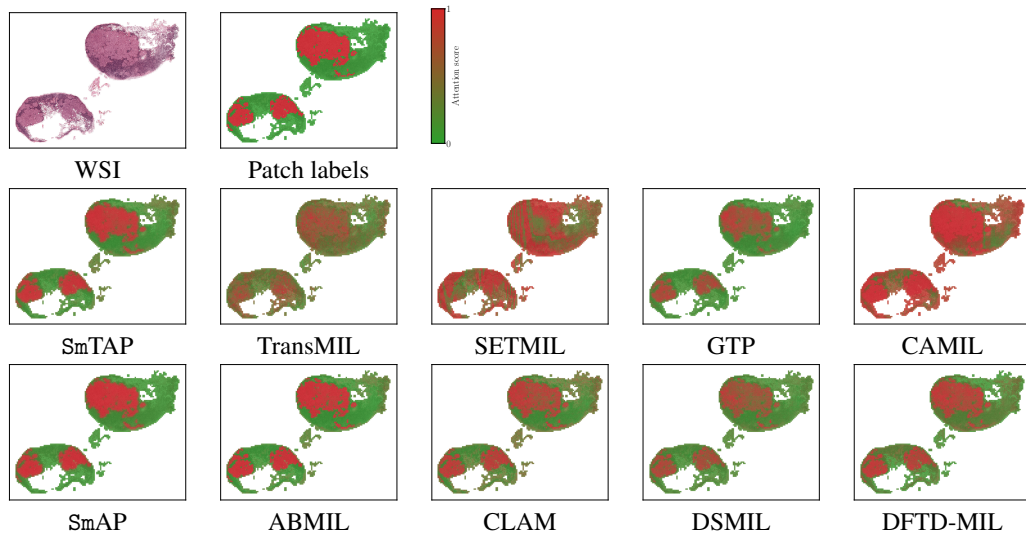 1
Attention score
0
WSI
Patch labels
SmTAP
TransMIL
SETMIL
GTP
CAMIL
SmAP
ABMIL
CLAM
DSMIL
DFTD-MIL